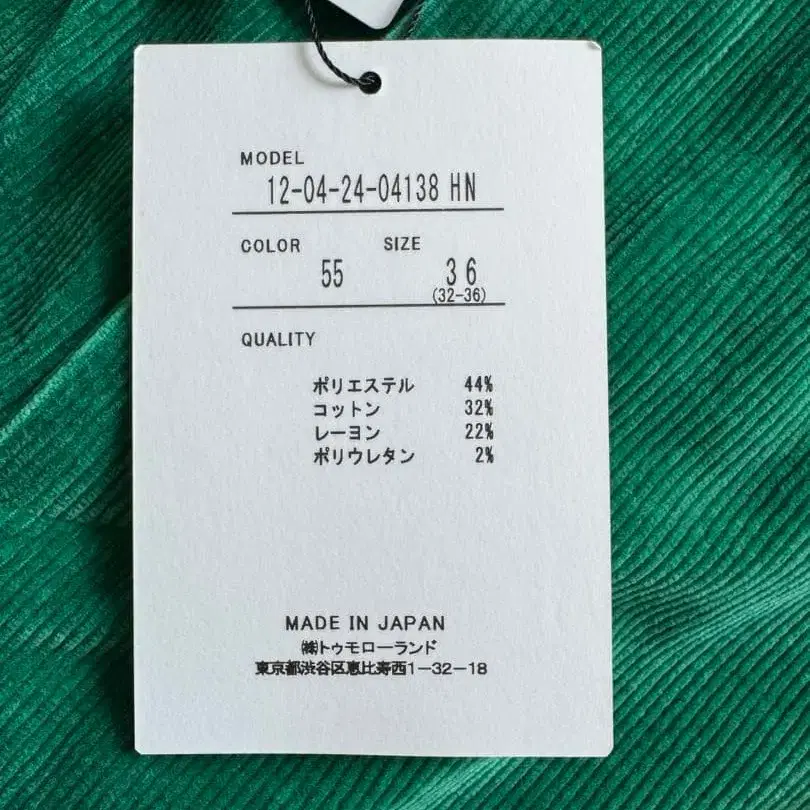 MODEL
12-04-24-04138 HN
COLOR SIZE
55 36
(32-36)
QUALITY
ポリエステル 44%
コットン 32%
レーヨン 22%
ポリウレタン 2%
MADE IN JAPAN
㈱トゥモローランド
東京都渋谷区恵比寿西1-32-18